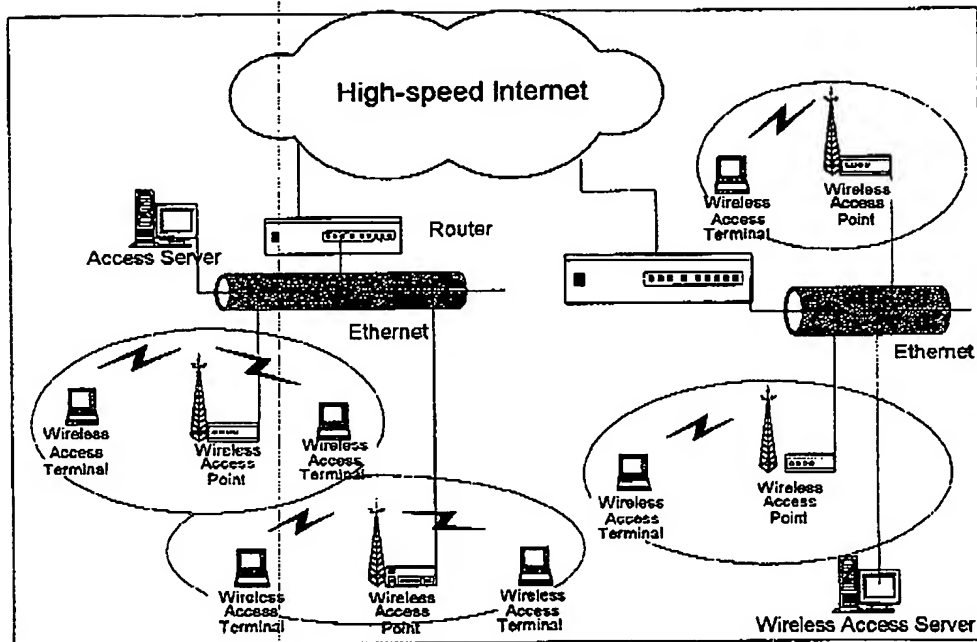 High-speed Internet
Wireless
Access
Terminal
Wireless
Access
Point
Router
Access Server
Ethernet
Ethernet
Wireless
Access
Terminal
Wireless
Access
Point
Wireless
Access
Terminal
Wireless
Access
Terminal
Wireless
Access
Point
Wireless
Access
Terminal
Wireless
Access
Point
Wireless
Access
Terminal
Wireless Access Server